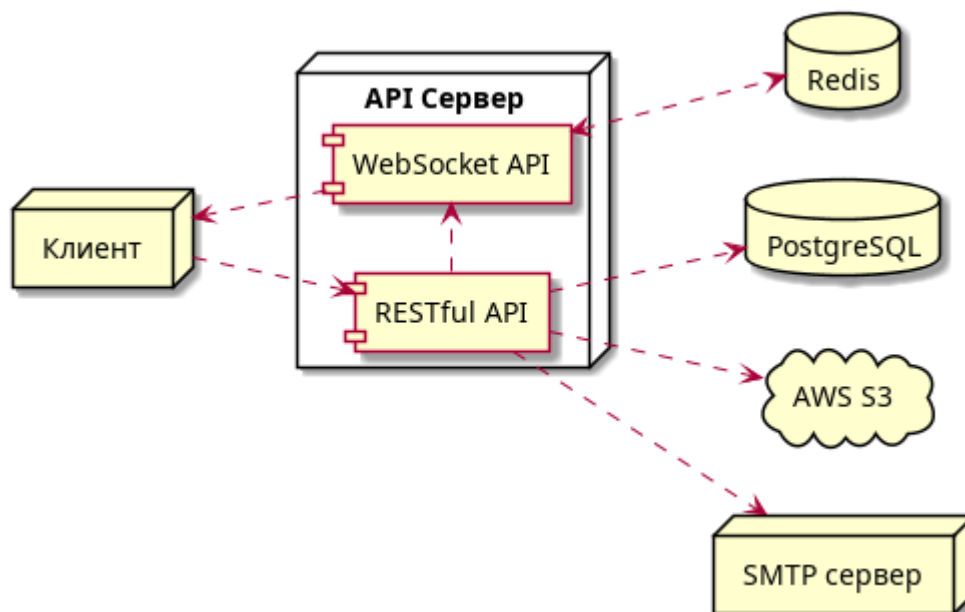 API Сервер
WebSocket API
Клиент
RESTful API
Redis
PostgreSQL
AWS S3
SMTP сервер